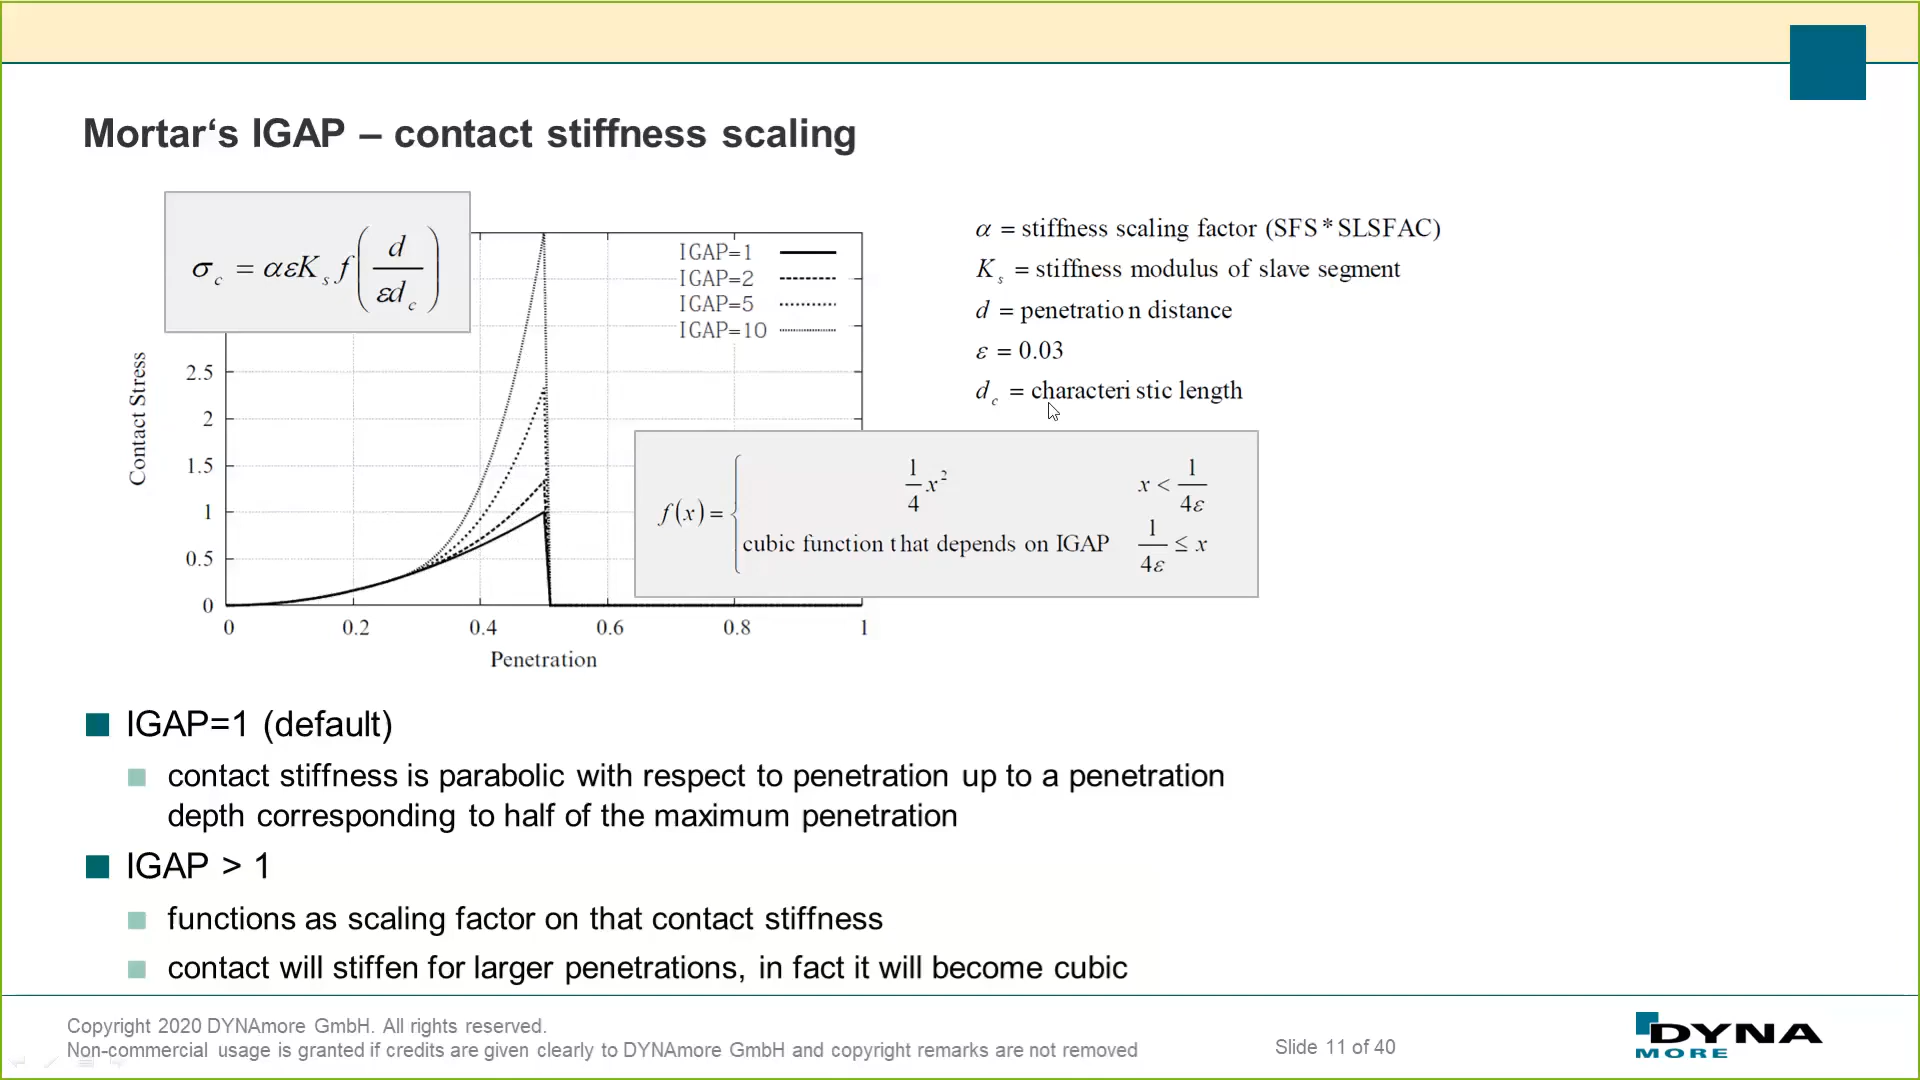 Mortar‘s IGAP – contact stiffness scaling
σc = αεKs f(d/εdc)
α = stiffness scaling factor (SFS*SLSFAC)
Ks = stiffness modulus of slave segment
d = penetratio n distance
ε = 0.03
dc = characteri stic length
IGAP=1
IGAP=2
IGAP=5
IGAP=10
Contact Stress
2.5
2
1.5
1
0.5
0
0 0.2 0.4 0.6 0.8 1
Penetration
f(x) = { 1/4 x² x < 1/4ε
cubic function that depends on IGAP 1/4ε ≤ x
IGAP=1 (default)
contact stiffness is parabolic with respect to penetration up to a penetration
depth corresponding to half of the maximum penetration
IGAP > 1
functions as scaling factor on that contact stiffness
contact will stiffen for larger penetrations, in fact it will become cubic
Copyright 2020 DYNAmore GmbH. All rights reserved.
Non-commercial usage is granted if credits are given clearly to DYNAmore GmbH and copyright remarks are not removed
Slide 11 of 40
DYNA
MORE